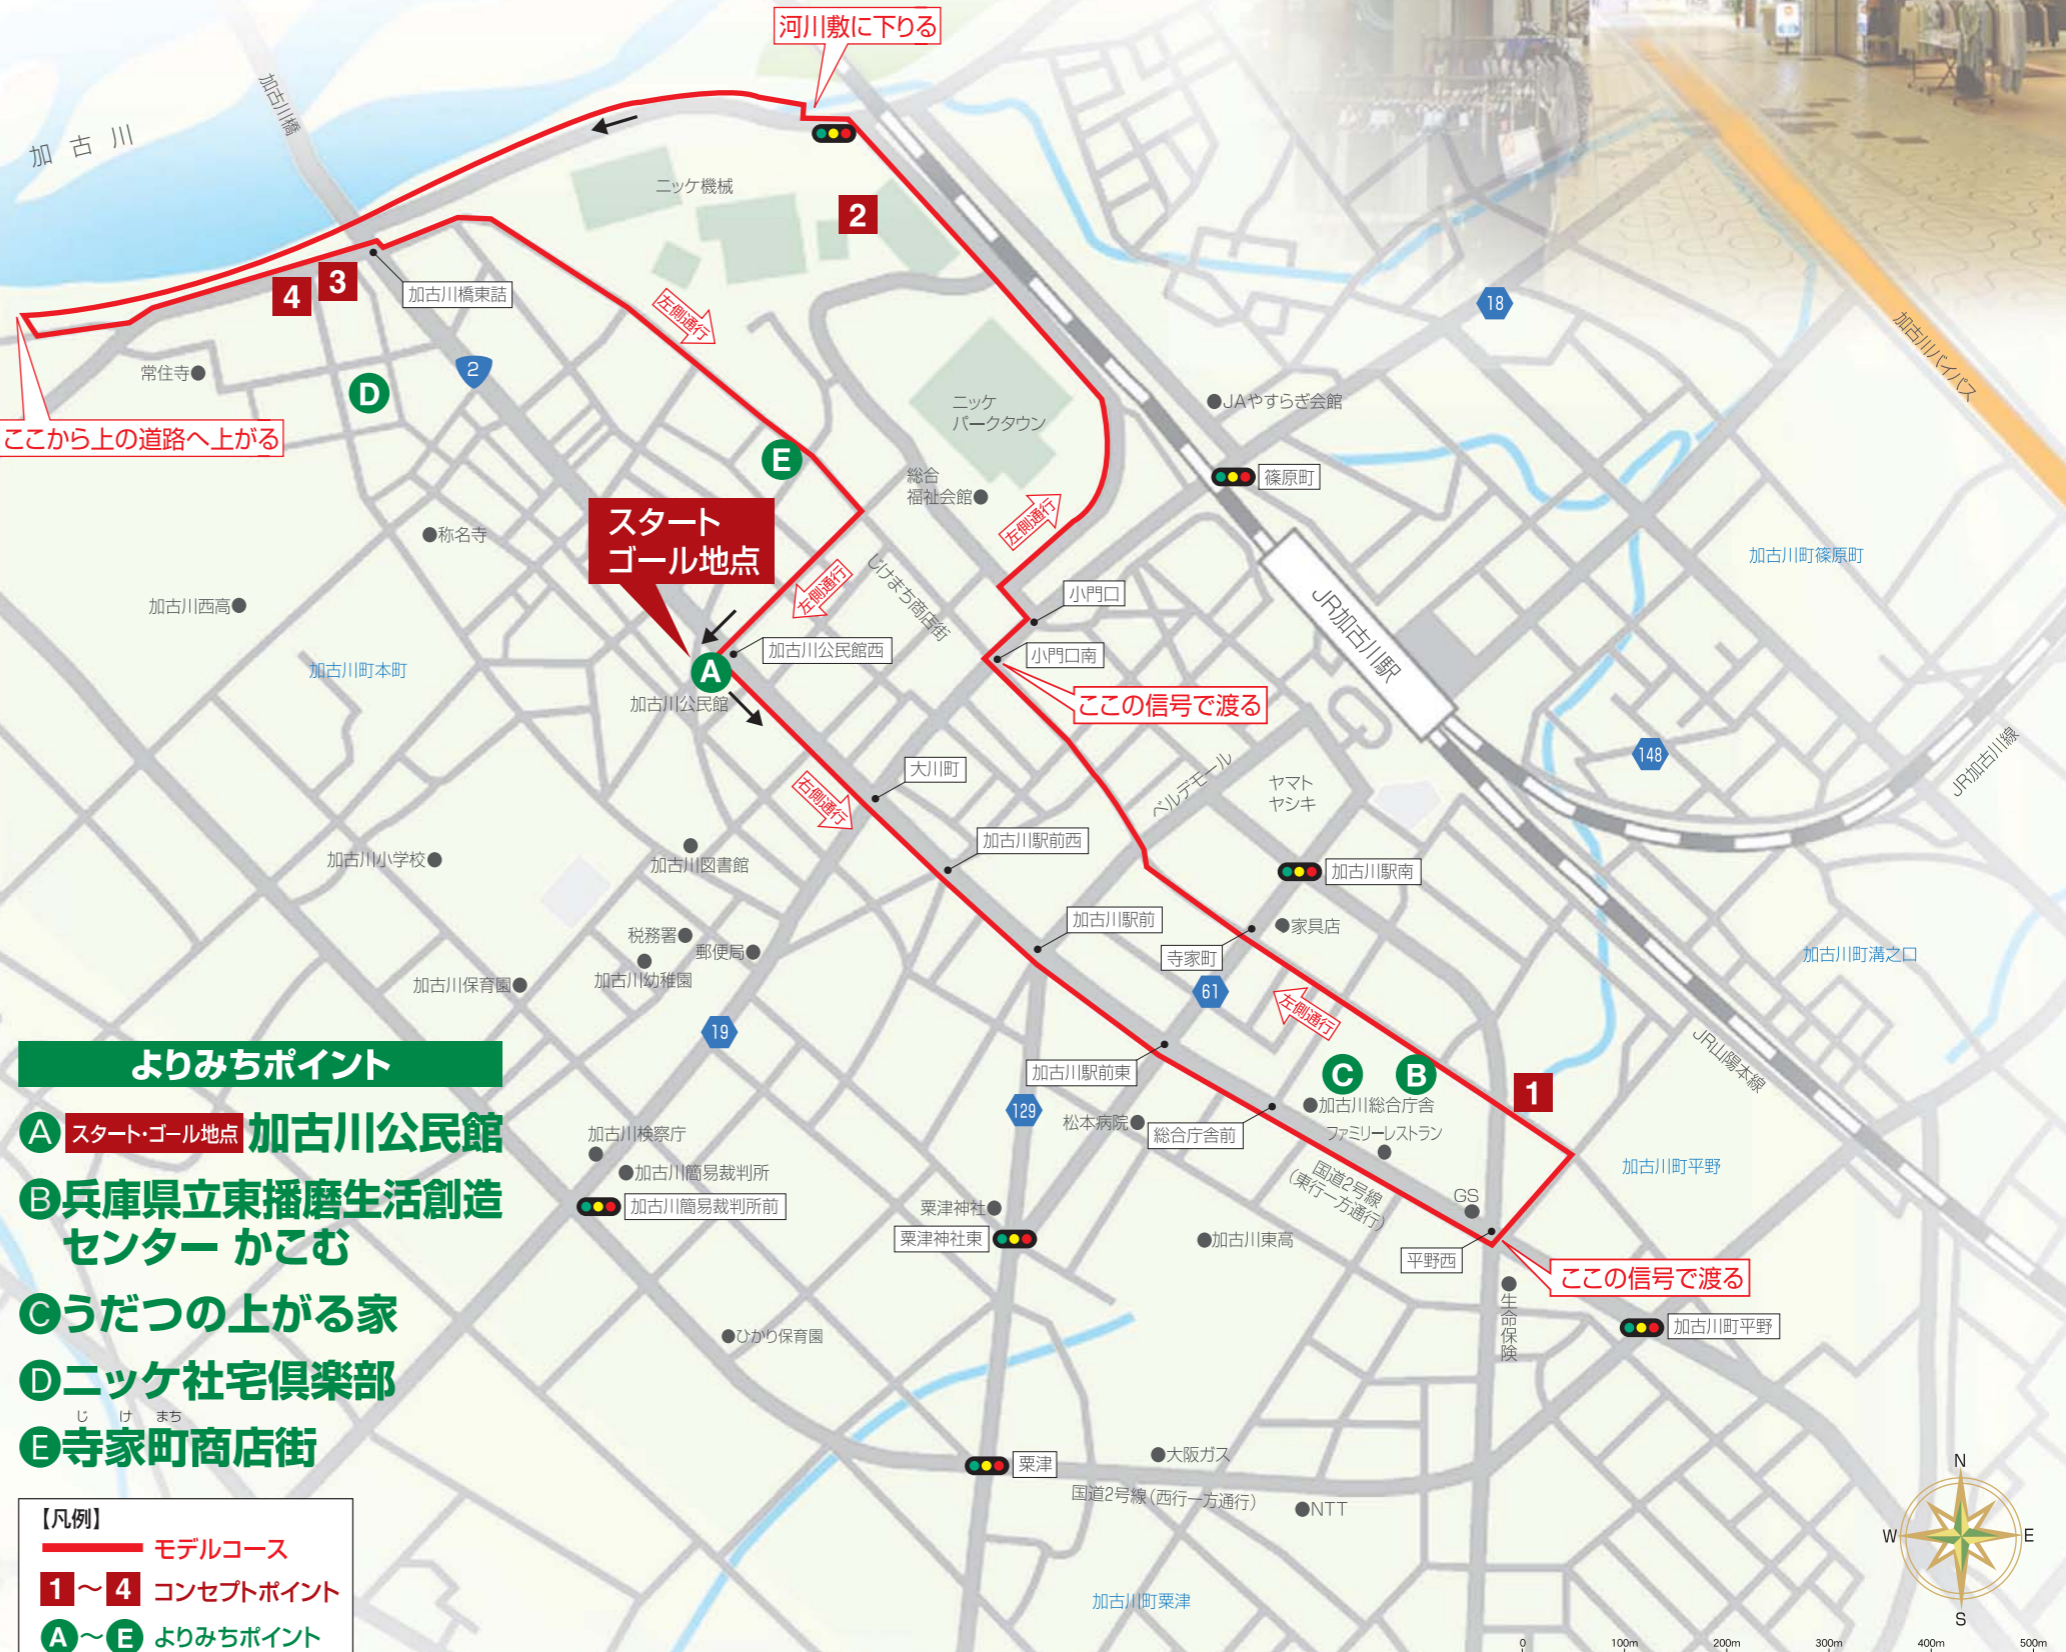 河川敷に下りる
加古川橋
加古川
ニッケ機械
2
4
3
加古川橋東詰
左側通行
18
加古川バイパス
常住寺
D
2
ニッケ
パークタウン
JAやすらぎ会館
ここから上の道路へ上がる
E
総合
福祉会館
篠原町
スタート
ゴール地点
左側通行
称名寺
加古川町篠原町
じけまち商店街
左側通行
小門口
JR加古川駅
加古川西高
加古川公民館西
小門口南
加古川町本町
A
加古川公民館
ここの信号で渡る
148
JR加古川線
大川町
右側通行
ベルデモール
ヤマト
ヤシキ
加古川駅前西
加古川小学校
加古川図書館
加古川駅南
加古川駅前
家具店
税務署
郵便局
寺家町
加古川町溝之口
加古川保育園
加古川幼稚園
61
左側通行
19
JR山陽本線
加古川駅前東
C
B
1
129
加古川総合庁舎
松本病院
総合庁舎前
ファミリーレストラン
加古川検察庁
加古川簡易裁判所
国道2号線
(東行一方通行)
加古川町平野
加古川簡易裁判所前
粟津神社
GS
粟津神社東
加古川東高
平野西
ここの信号で渡る
生命保険
ひかり保育園
加古川町平野
粟津
大阪ガス
国道2号線(西行一方通行)
NTT
加古川町粟津
よりみちポイント
A スタート・ゴール地点 加古川公民館
B 兵庫県立東播磨生活創造
センター かこむ
C うだつの上がる家
D ニッケ社宅倶楽部
じ け まち
E 寺家町商店街
【凡例】
モデルコース
1～4 コンセプトポイント
A～E よりみちポイント
N
W E
S
0 100m 200m 300m 400m 500m